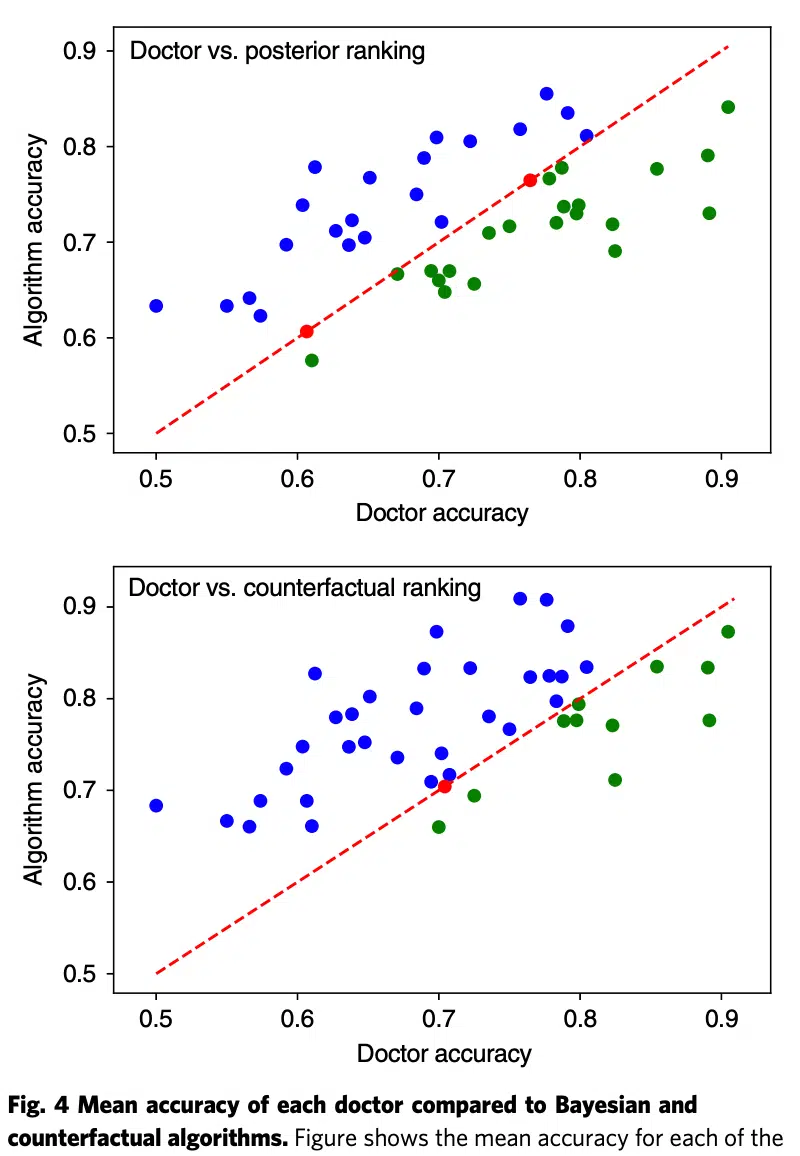 Doctor vs. posterior ranking
0.9
0.8
0.7
0.6
0.5
Algorithm accuracy
0.5 0.6 0.7 0.8 0.9
Doctor accuracy
Doctor vs. counterfactual ranking
0.9
0.8
0.7
0.6
0.5
Algorithm accuracy
0.5 0.6 0.7 0.8 0.9
Doctor accuracy
Fig. 4 Mean accuracy of each doctor compared to Bayesian and
counterfactual algorithms. Figure shows the mean accuracy for each of the